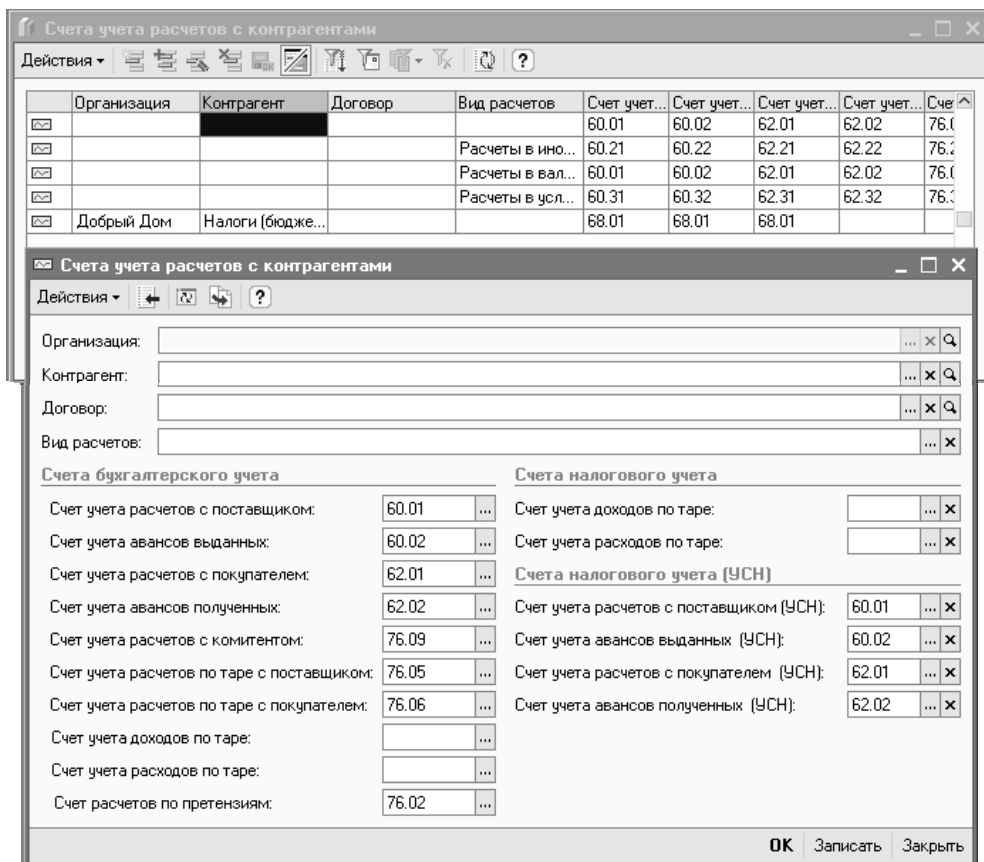 Счета учета расчетов с контрагентами
Действия
Организация Контрагент Договор Вид расчетов Счет учет... Счет учет... Счет учет... Счет учет... Сче
60.01 60.02 62.01 62.02 76.0
Расчеты в ино... 60.21 60.22 62.21 62.22 76.2
Расчеты в вал... 60.01 60.02 62.01 62.02 76.0
Расчеты в усл... 60.31 60.32 62.31 62.32 76.3
Добрый Дом Налоги (бюдже... 68.01 68.01 68.01
Счета учета расчетов с контрагентами
Действия
Организация:
Контрагент:
Договор:
Вид расчетов:
Счета бухгалтерского учета Счета налогового учета
Счет учета расчетов с поставщиком: 60.01 ... Счет учета доходов по таре: ...
Счет учета авансов выданных: 60.02 ... Счет учета расходов по таре: ...
Счет учета расчетов с покупателем: 62.01 ... Счета налогового учета (УСН)
Счет учета авансов полученных: 62.02 ... Счет учета расчетов с поставщиком (УСН): 60.01 ...
Счет учета расчетов с комитентом: 76.09 ... Счет учета авансов выданных (УСН): 60.02 ...
Счет учета расчетов по таре с поставщиком: 76.05 ... Счет учета расчетов с покупателем (УСН): 62.01 ...
Счет учета расчетов по таре с покупателем: 76.06 ... Счет учета авансов полученных (УСН): 62.02 ...
Счет учета доходов по таре: ...
Счет учета расходов по таре: ...
Счет расчетов по претензиям: 76.02 ...
OK Записать Закрыть